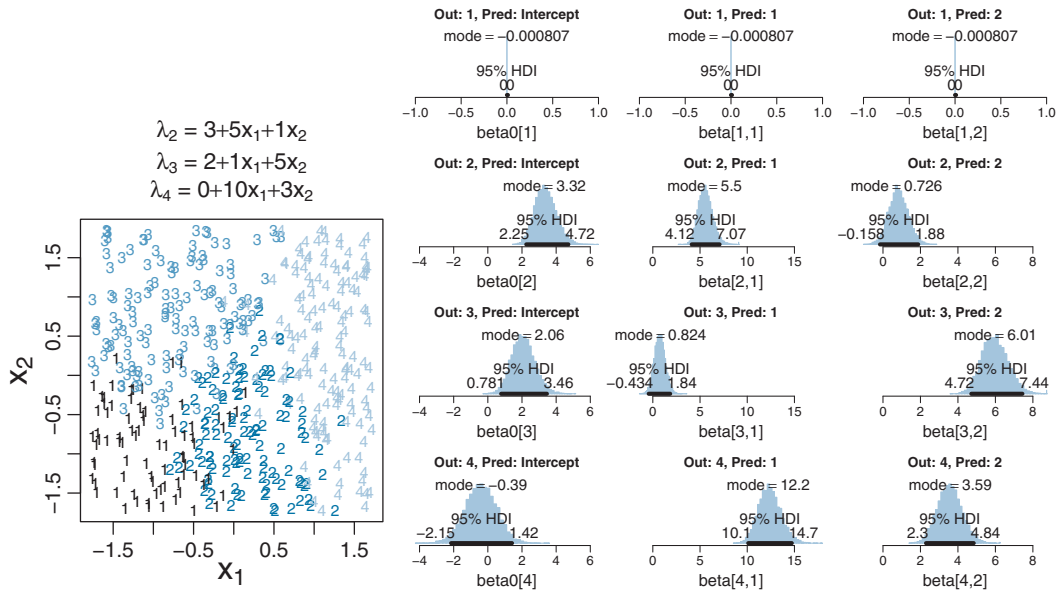 λ2 = 3+5x1+1x2
λ3 = 2+1x1+5x2
λ4 = 0+10x1+3x2
x2
1.5
0.5
−0.5
−1.5
−1.5
−0.5
0.5
1.5
x1
Out: 1, Pred: Intercept
mode = −0.000807
95% HDI
0 0
−1.0 −0.5 0.0 0.5 1.0
beta0[1]
Out: 1, Pred: 1
mode = −0.000807
95% HDI
0 0
−1.0 −0.5 0.0 0.5 1.0
beta[1,1]
Out: 1, Pred: 2
mode = −0.000807
95% HDI
0 0
−1.0 −0.5 0.0 0.5 1.0
beta[1,2]
Out: 2, Pred: Intercept
mode = 3.32
95% HDI
2.25 4.72
−4 −2 0 2 4 6
beta0[2]
Out: 2, Pred: 1
mode = 5.5
95% HDI
4.12 7.07
0 5 10 15
beta[2,1]
Out: 2, Pred: 2
mode = 0.726
95% HDI
−0.158 1.88
0 2 4 6 8
beta[2,2]
Out: 3, Pred: Intercept
mode = 2.06
95% HDI
0.781 3.46
−4 −2 0 2 4 6
beta0[3]
Out: 3, Pred: 1
mode = 0.824
95% HDI
−0.434 1.84
0 5 10 15
beta[3,1]
Out: 3, Pred: 2
mode = 6.01
95% HDI
4.72 7.44
0 2 4 6 8
beta[3,2]
Out: 4, Pred: Intercept
mode = −0.39
95% HDI
−2.15 1.42
−4 −2 0 2 4 6
beta0[4]
Out: 4, Pred: 1
mode = 12.2
95% HDI
10.1 14.7
0 5 10 15
beta[4,1]
Out: 4, Pred: 2
mode = 3.59
95% HDI
2.3 4.84
0 2 4 6 8
beta[4,2]